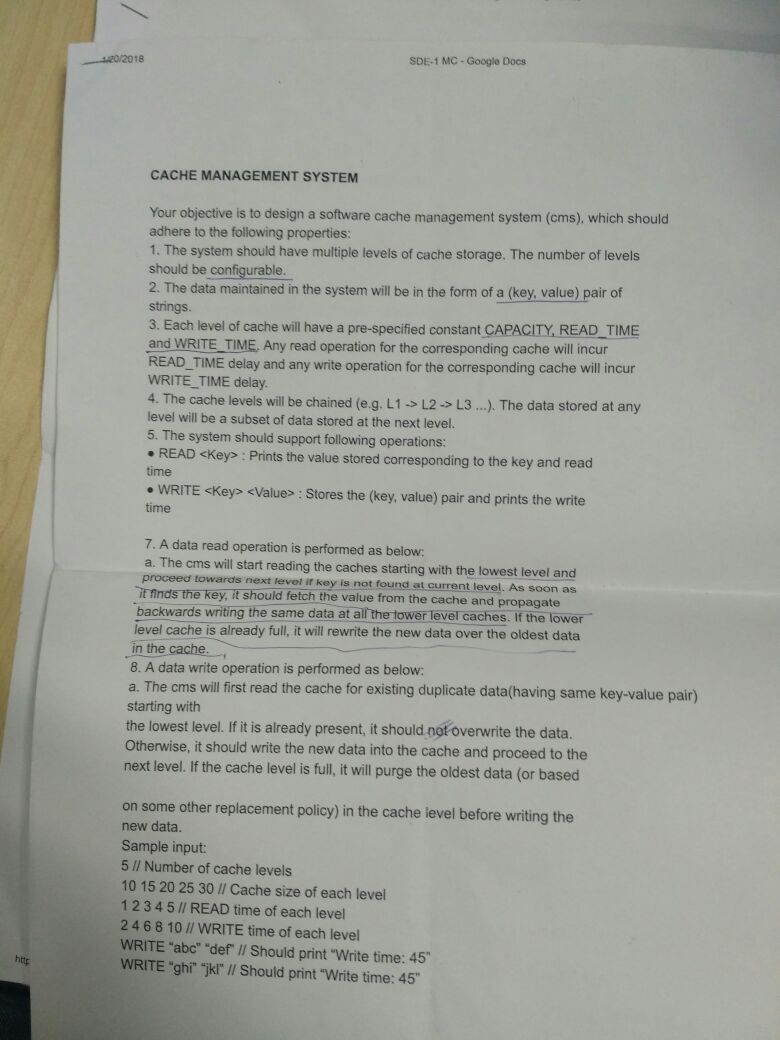 1/20/2018
SDE-1 MC - Google Docs
CACHE MANAGEMENT SYSTEM
Your objective is to design a software cache management system (cms), which should
adhere to the following properties:
1. The system should have multiple levels of cache storage. The number of levels
should be configurable.
2. The data maintained in the system will be in the form of a (key, value) pair of
strings.
3. Each level of cache will have a pre-specified constant CAPACITY, READ_TIME
and WRITE_TIME. Any read operation for the corresponding cache will incur
READ_TIME delay and any write operation for the corresponding cache will incur
WRITE_TIME delay.
4. The cache levels will be chained (e.g. L1 -> L2 -> L3 ...). The data stored at any
level will be a subset of data stored at the next level.
5. The system should support following operations:
● READ <Key> : Prints the value stored corresponding to the key and read
time
● WRITE <Key> <Value> : Stores the (key, value) pair and prints the write
time
7. A data read operation is performed as below:
a. The cms will start reading the caches starting with the lowest level and
proceed towards next level if key is not found at current level. As soon as
it finds the key, it should fetch the value from the cache and propagate
backwards writing the same data at all the lower level caches. If the lower
level cache is already full, it will rewrite the new data over the oldest data
in the cache.
8. A data write operation is performed as below:
a. The cms will first read the cache for existing duplicate data(having same key-value pair)
starting with
the lowest level. If it is already present, it should not overwrite the data.
Otherwise, it should write the new data into the cache and proceed to the
next level. If the cache level is full, it will purge the oldest data (or based
on some other replacement policy) in the cache level before writing the
new data.
Sample input:
5 // Number of cache levels
10 15 20 25 30 // Cache size of each level
1 2 3 4 5 // READ time of each level
2 4 6 8 10 // WRITE time of each level
WRITE “abc” “def” // Should print “Write time: 45”
WRITE “ghi” “jkl” // Should print “Write time: 45”
http